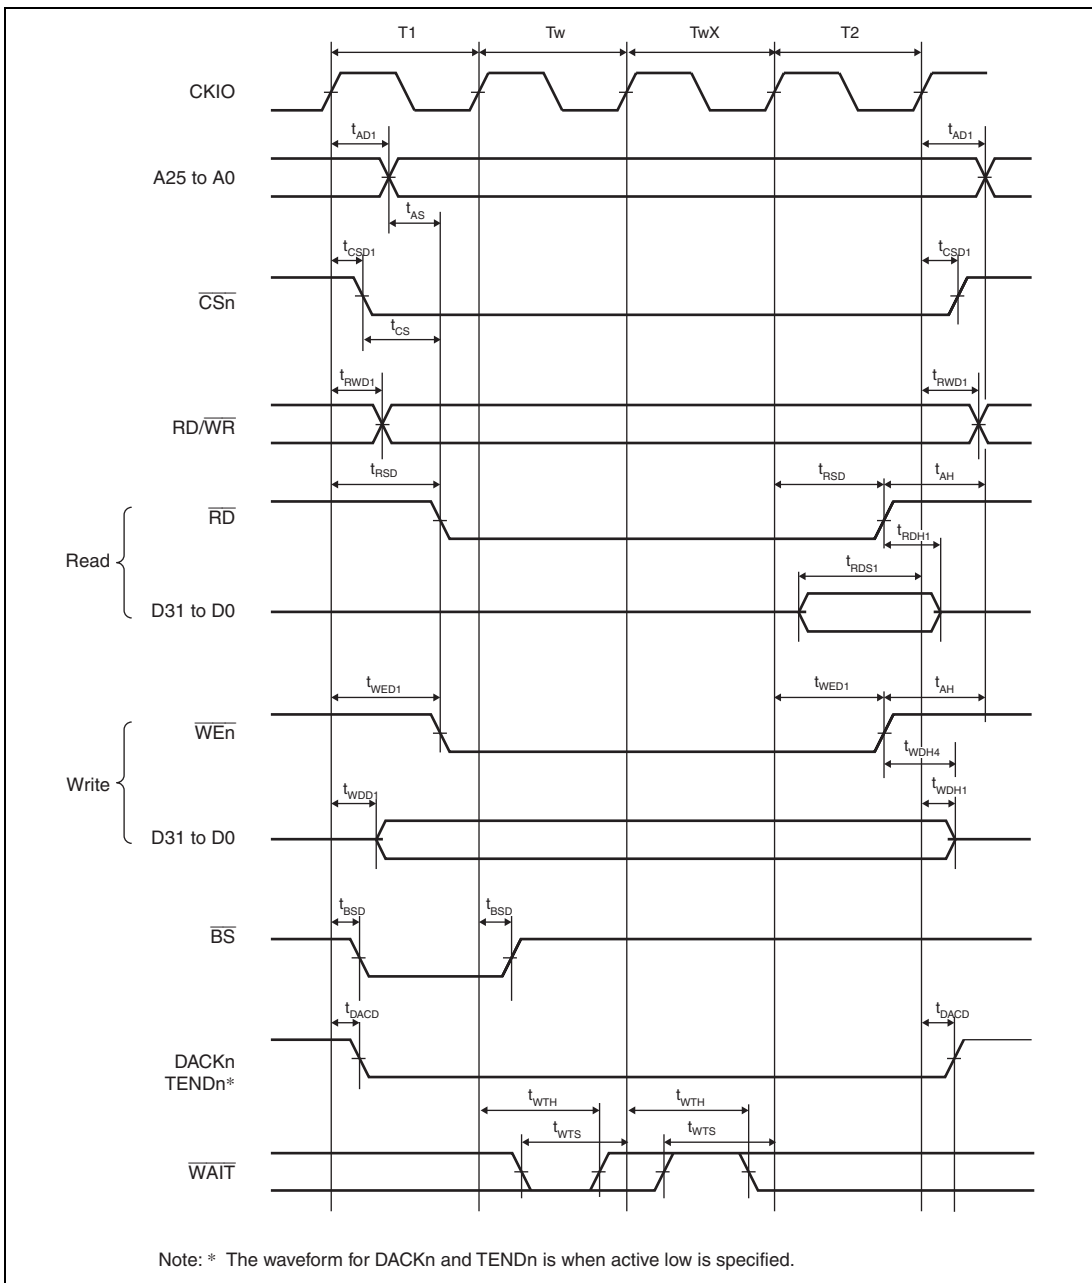 T1 Tw TwX T2
CKIO
tAD1 tAD1
A25 to A0
tAS
tCSD1 tCSD1
CSn
tCS
tRWD1 tRWD1
RD/WR
tRSD tRSD tAH
RD
tRDH1
Read
tRDS1
D31 to D0
tWED1 tWED1 tAH
WEn
tWDH4
Write
tWDD1 tWDH1
D31 to D0
tBSD tBSD
BS
tDACD tDACD
DACKn
TENDn*
tWTH tWTH
tWTS tWTS
WAIT
Note: * The waveform for DACKn and TENDn is when active low is specified.